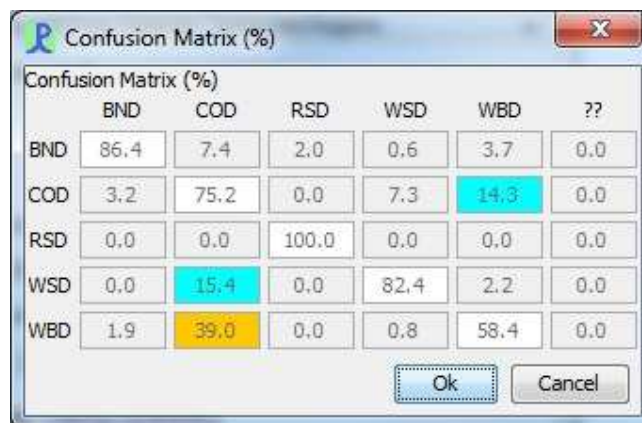 Confusion Matrix (%)
Confusion Matrix (%)
BND COD RSD WSD WBD ??
BND 86.4 7.4 2.0 0.6 3.7 0.0
COD 3.2 75.2 0.0 7.3 14.3 0.0
RSD 0.0 0.0 100.0 0.0 0.0 0.0
WSD 0.0 15.4 0.0 82.4 2.2 0.0
WBD 1.9 39.0 0.0 0.8 58.4 0.0
Ok Cancel